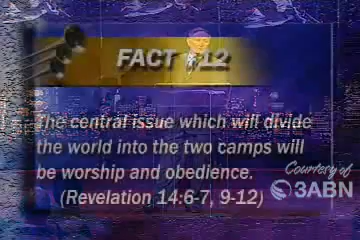 FACT #12
The central issue which will divide
the world into the two camps will
be worship and obedience.
(Revelation 14:6-7, 9-12)
Courtesy of
3ABN